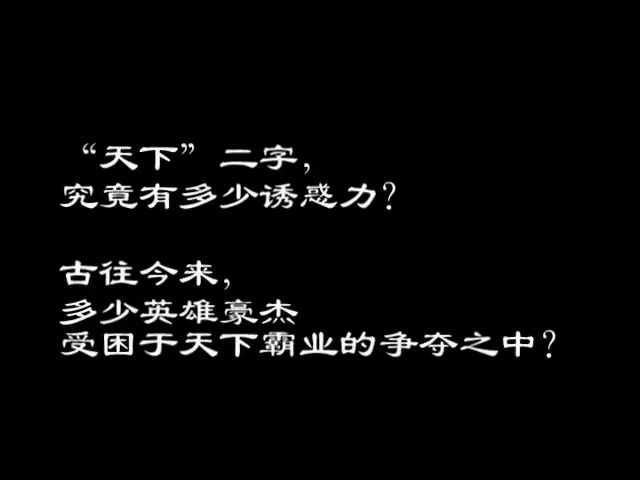 “天下”二字，
究竟有多少诱惑力？
古往今来，
多少英雄豪杰
受困于天下霸业的争夺之中？